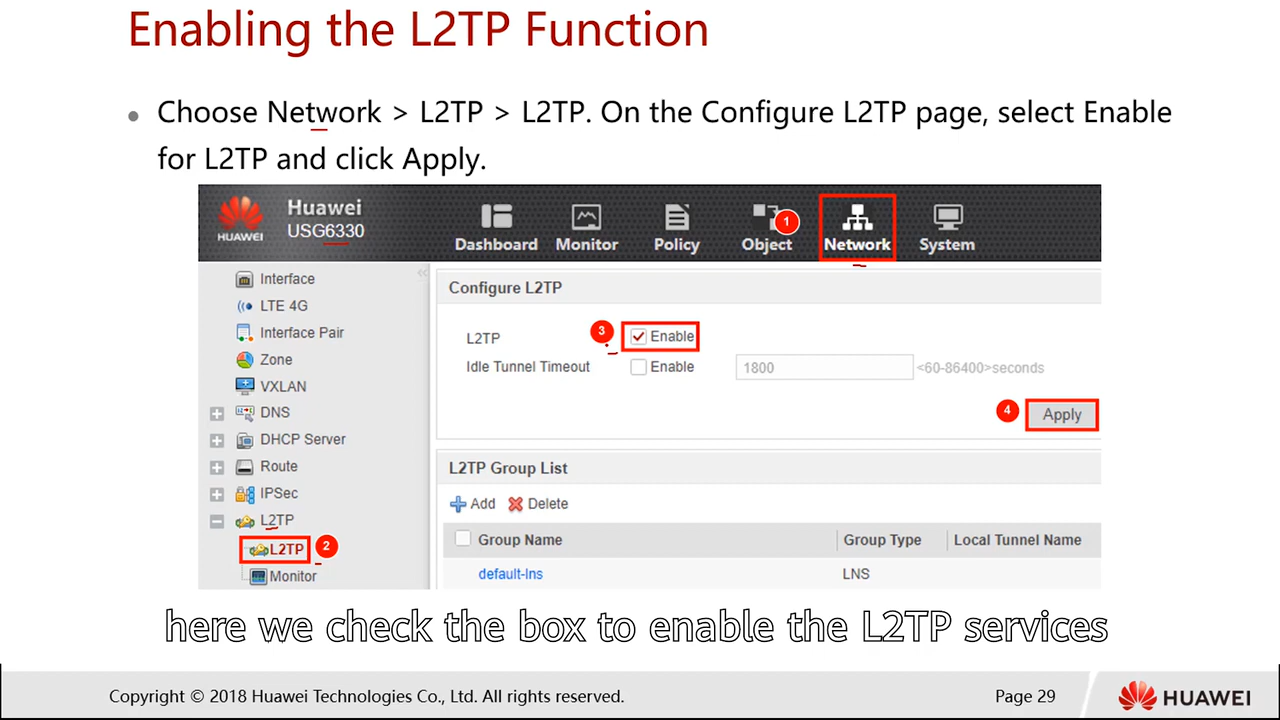 Enabling the L2TP Function
Choose Network > L2TP > L2TP. On the Configure L2TP page, select Enable
for L2TP and click Apply.
HUAWEI
Huawei
USG6330
Dashboard
Monitor
Policy
Object
1
Network
System
Interface
LTE 4G
Interface Pair
Zone
VXLAN
DNS
DHCP Server
Route
IPSec
L2TP
L2TP
2
Monitor
Configure L2TP
L2TP
3
Enable
Idle Tunnel Timeout
Enable
1800
<60-86400>seconds
4
Apply
L2TP Group List
Add
Delete
Group Name
Group Type
Local Tunnel Name
default-lns
LNS
here we check the box to enable the L2TP services
Copyright © 2018 Huawei Technologies Co., Ltd. All rights reserved.
Page 29
HUAWEI